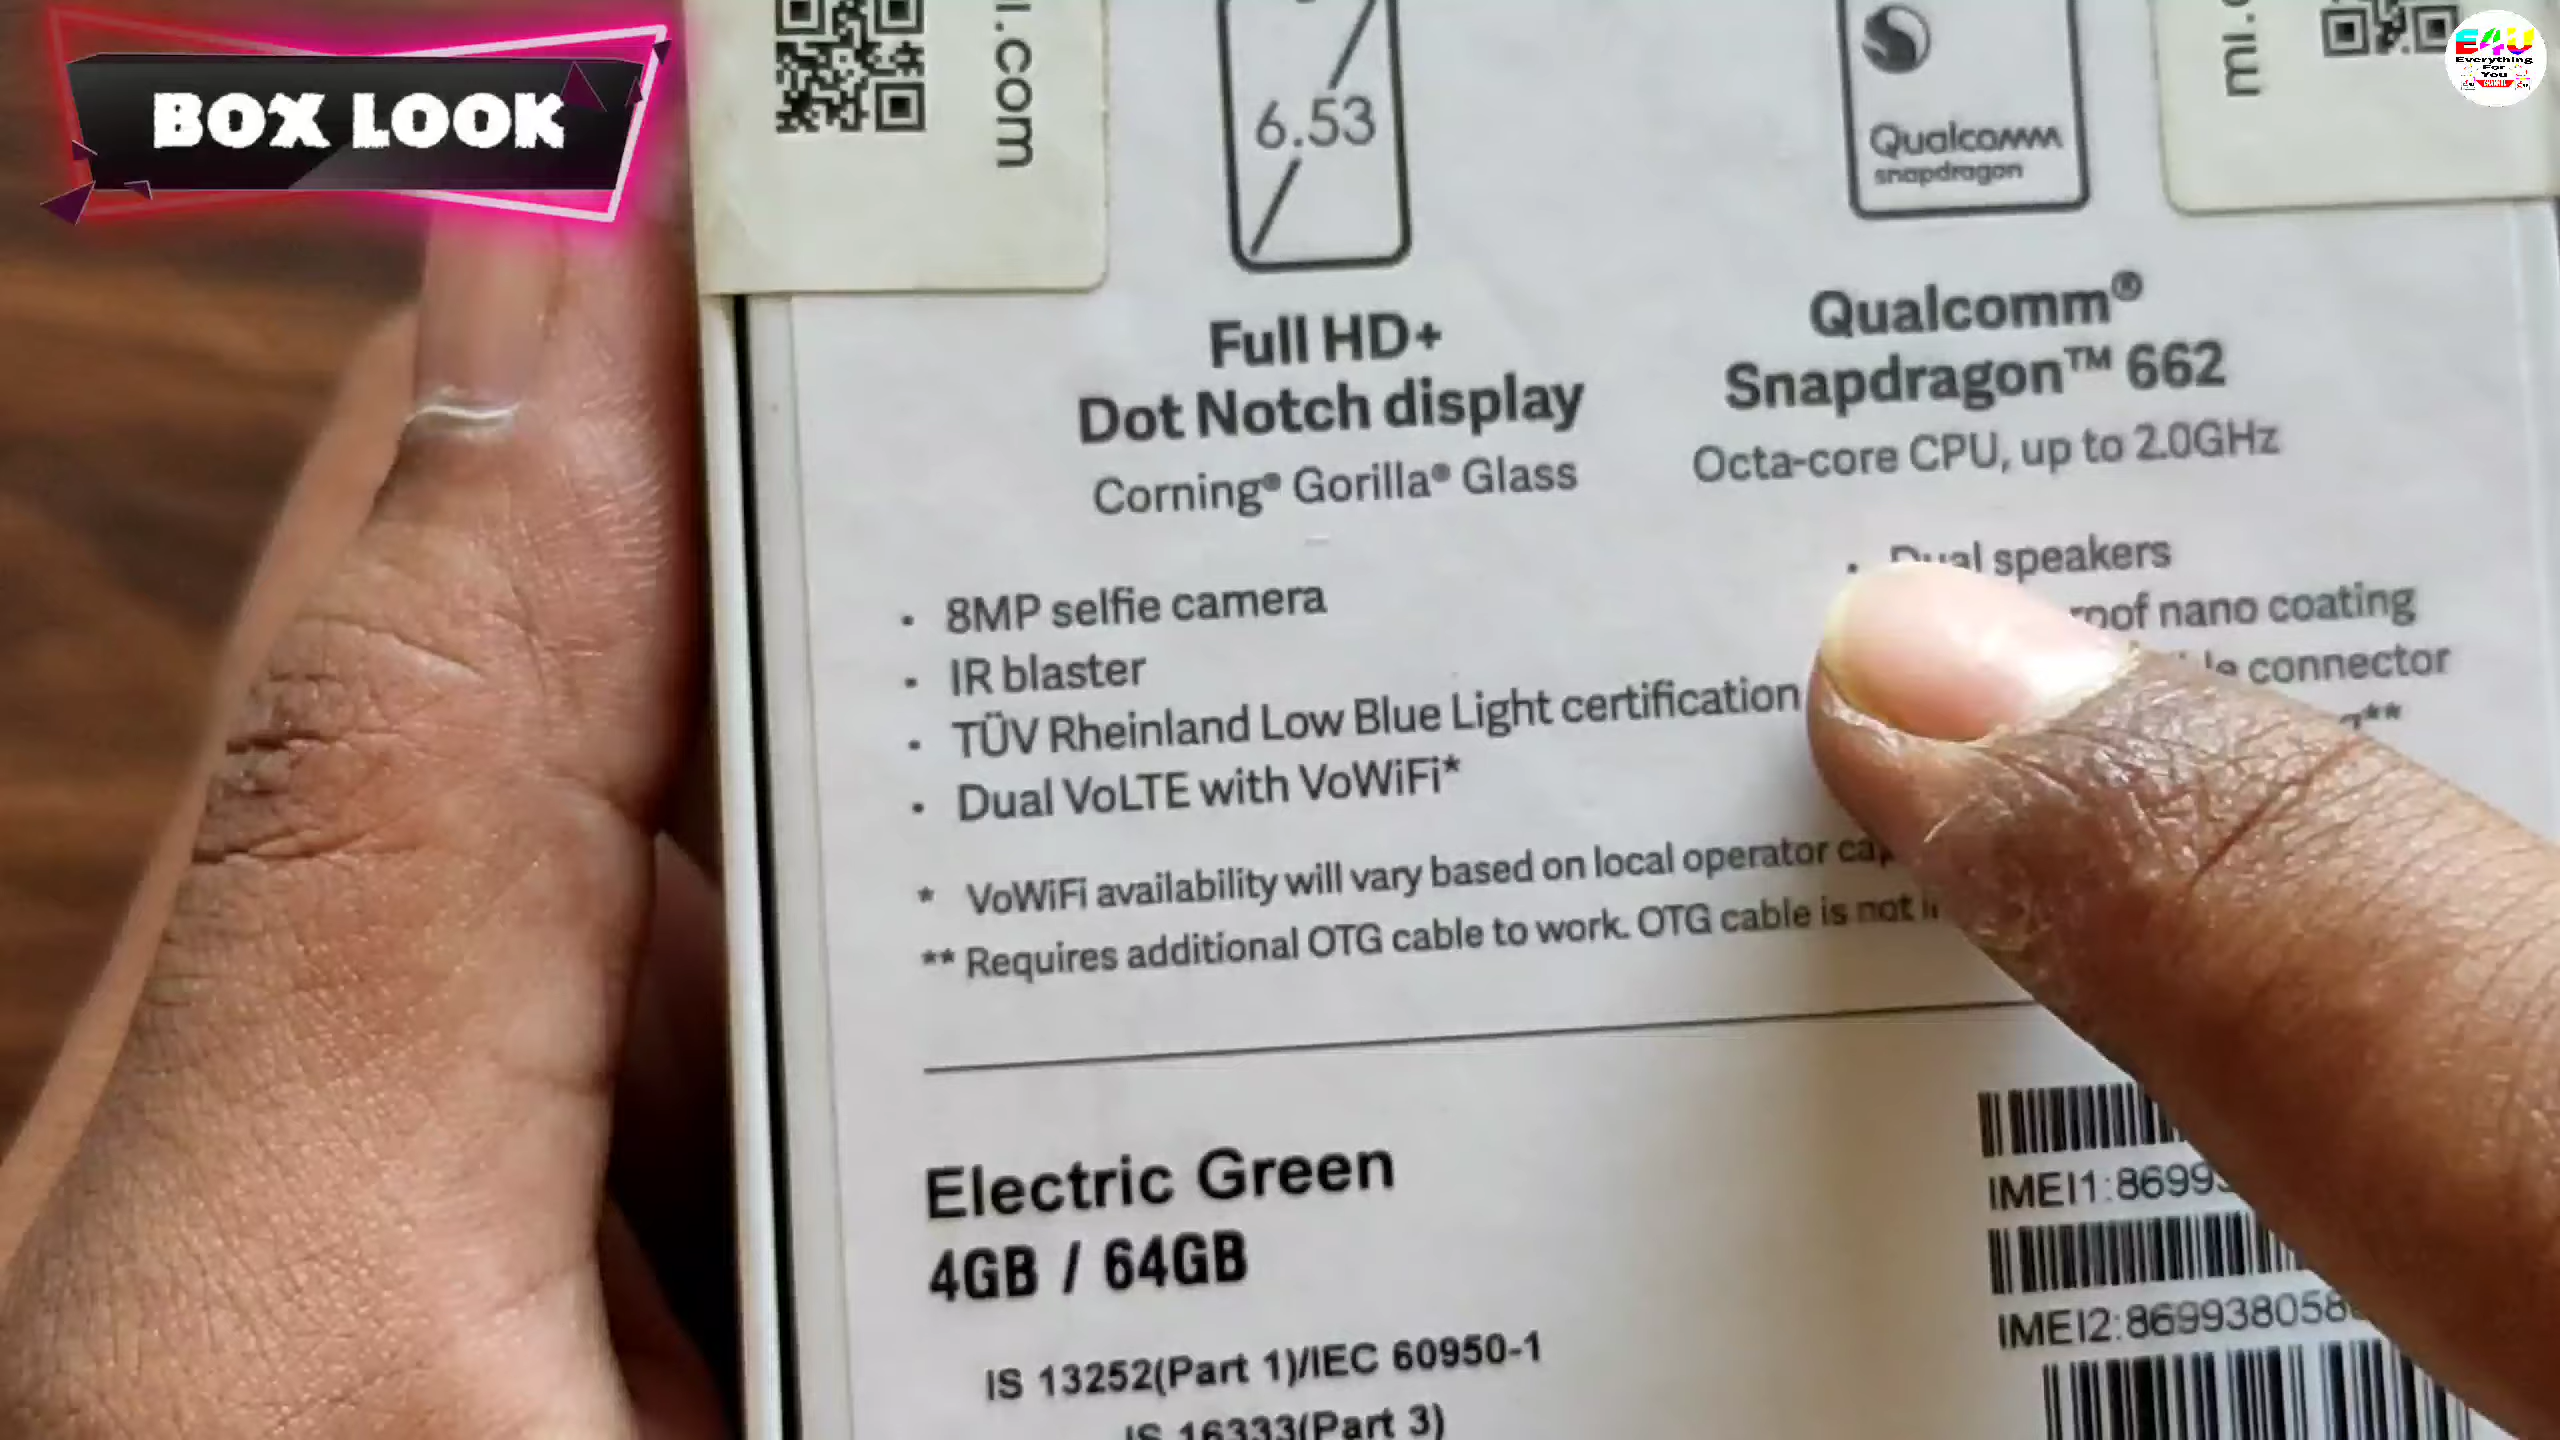 BOX LOOK
.com
6.53
Qualcomm
snapdragon
E4U
Everything
For
You
Full HD+
Dot Notch display
Corning® Gorilla® Glass
Qualcomm®
Snapdragon™ 662
Octa-core CPU, up to 2.0GHz
• 8MP selfie camera
• IR blaster
• TÜV Rheinland Low Blue Light certification
• Dual VoLTE with VoWiFi*
• Dual speakers
nano coating
connector
* VoWiFi availability will vary based on local operator
** Requires additional OTG cable to work. OTG cable is not
Electric Green
4GB / 64GB
IS 13252(Part 1)/IEC 60950-1
IS 16333(Part 3)
IMEI1:8699
IMEI2:869938058